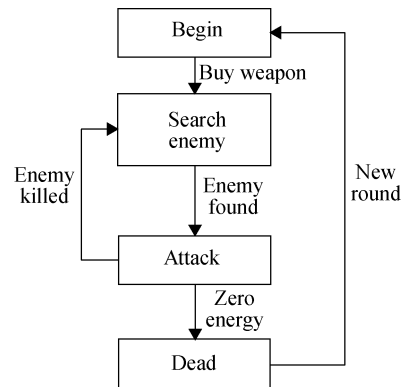 Begin
Buy weapon
Search
enemy
Enemy
killed
Enemy
found
New
round
Attack
Zero
energy
Dead